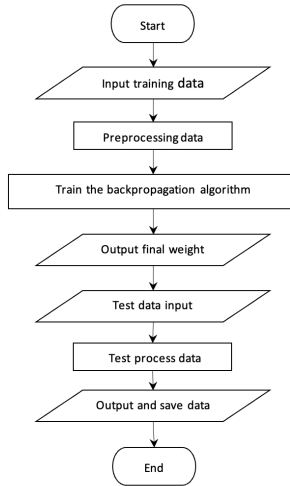 Start
Input training data
Preprocessing data
Train the backpropagation algorithm
Output final weight
Test data input
Test process data
Output and save data
End